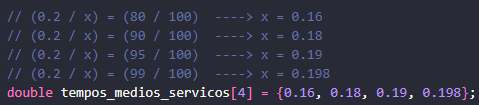 // (0.2 / x) = (80 / 100)  ----> x = 0.16
// (0.2 / x) = (90 / 100)  ----> x = 0.18
// (0.2 / x) = (95 / 100)  ----> x = 0.19
// (0.2 / x) = (99 / 100)  ----> x = 0.198
double tempos_medios_servicos[4] = {0.16, 0.18, 0.19, 0.198};